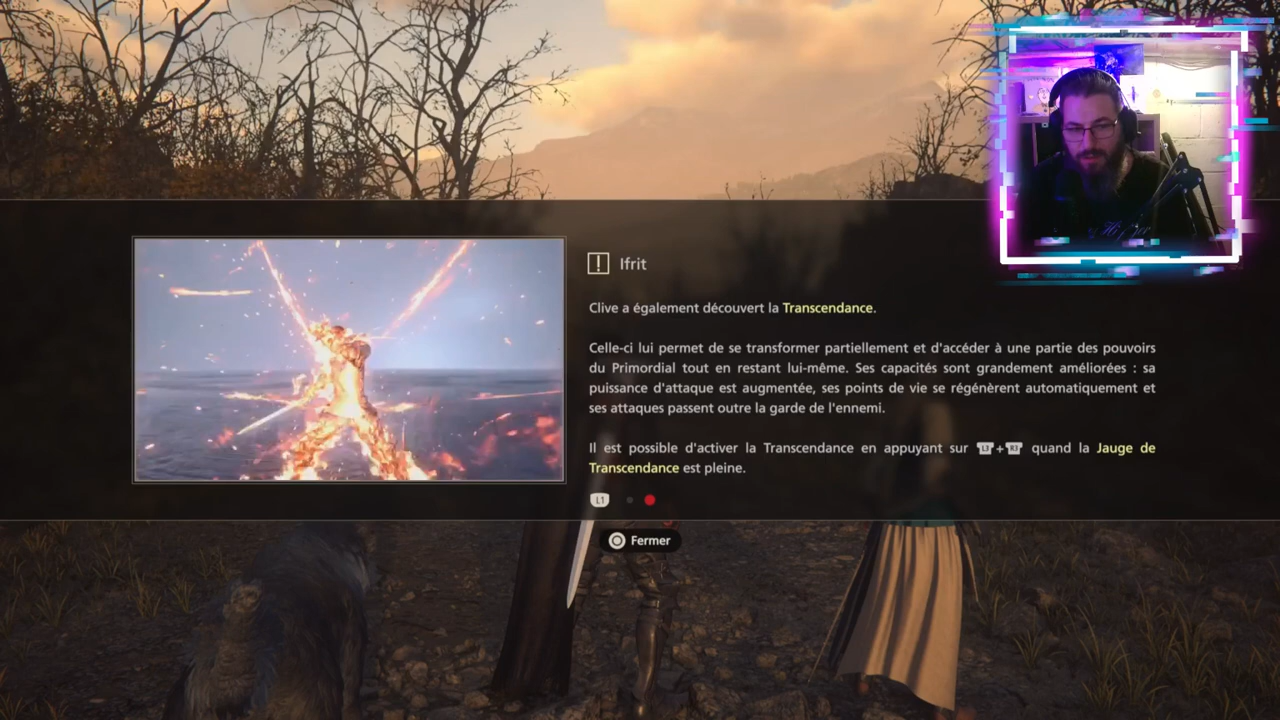 Ifrit
Clive a également découvert la Transcendance.
Celle-ci lui permet de se transformer partiellement et d'accéder à une partie des pouvoirs
du Primordial tout en restant lui-même. Ses capacités sont grandement améliorées : sa
puissance d'attaque est augmentée, ses points de vie se régénèrent automatiquement et
ses attaques passent outre la garde de l'ennemi.
Il est possible d'activer la Transcendance en appuyant sur L3+R3 quand la Jauge de
Transcendance est pleine.
L1
Fermer